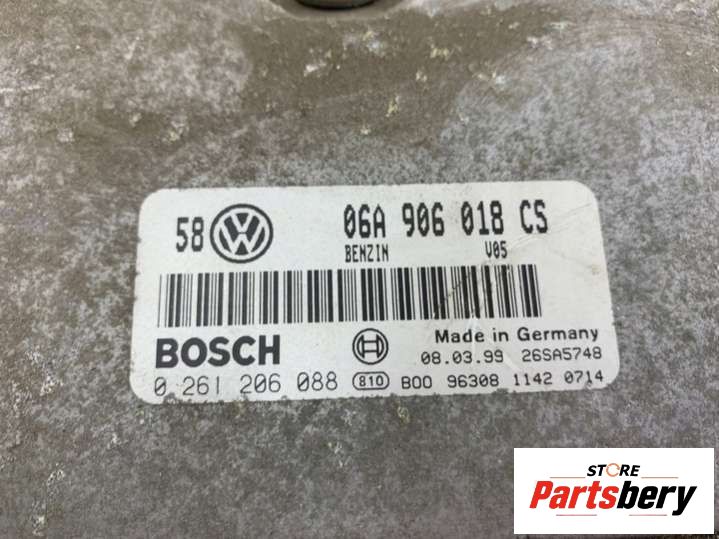 58 VW 06A 906 018 CS
BENZIN V05
BOSCH Made in Germany
08.03.99 26SA5748
0 261 206 088 810 B00 96308 1142 0714
STORE
Partsbery